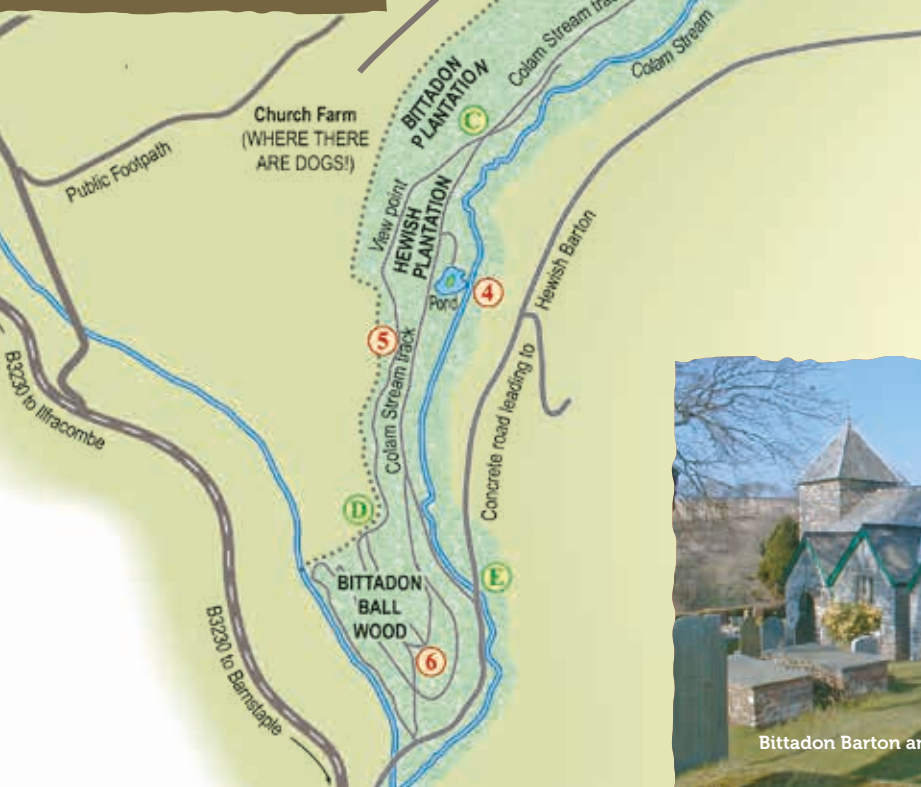 Colam Stream
Colam Stream
BITTADON
PLANTATION
C
Church Farm
(WHERE THERE
ARE DOGS!)
Public Footpath
View point
HEWISH
PLANTATION
Pond
4
Hewish Barton
5
Colam Stream track
Concrete road leading to
B3230 to Ilfracombe
D
E
BITTADON
BALL
WOOD
6
B3230 to Barnstaple
Bittadon Barton